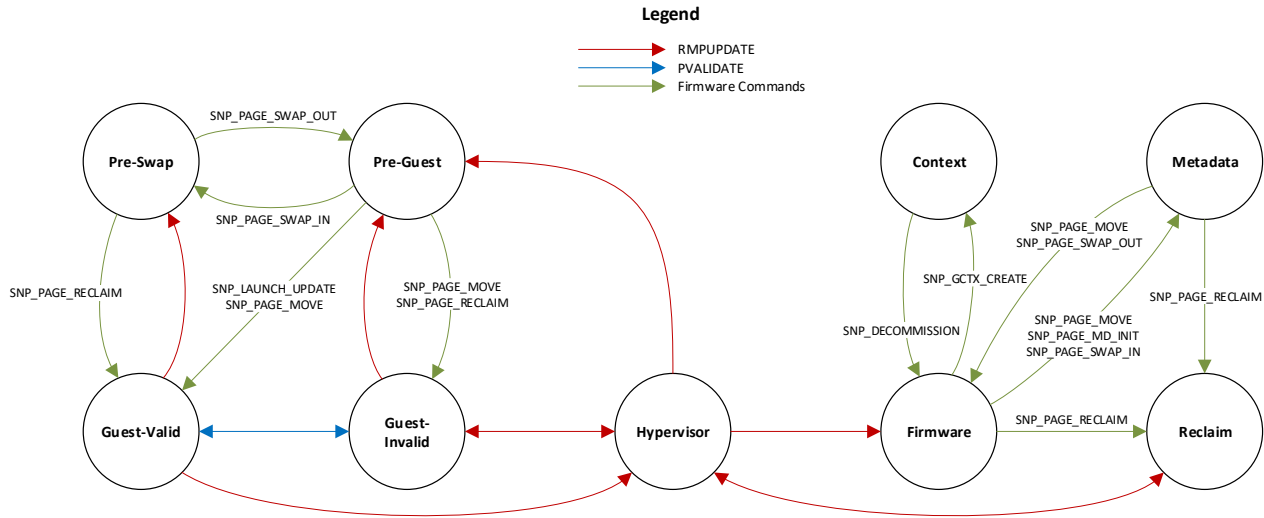 Legend
RMPUPDATE
PVALIDATE
Firmware Commands
SNP_PAGE_SWAP_OUT
Pre-Swap
Pre-Guest
Context
Metadata
SNP_PAGE_SWAP_IN
SNP_PAGE_MOVE
SNP_PAGE_SWAP_OUT
SNP_PAGE_RECLAIM
SNP_LAUNCH_UPDATE
SNP_PAGE_MOVE
SNP_PAGE_MOVE
SNP_PAGE_RECLAIM
SNP_GCTX_CREATE
SNP_PAGE_RECLAIM
SNP_DECOMMISSION
SNP_PAGE_MOVE
SNP_PAGE_MD_INIT
SNP_PAGE_SWAP_IN
Guest-Valid
Guest-
Invalid
Hypervisor
Firmware
SNP_PAGE_RECLAIM
Reclaim